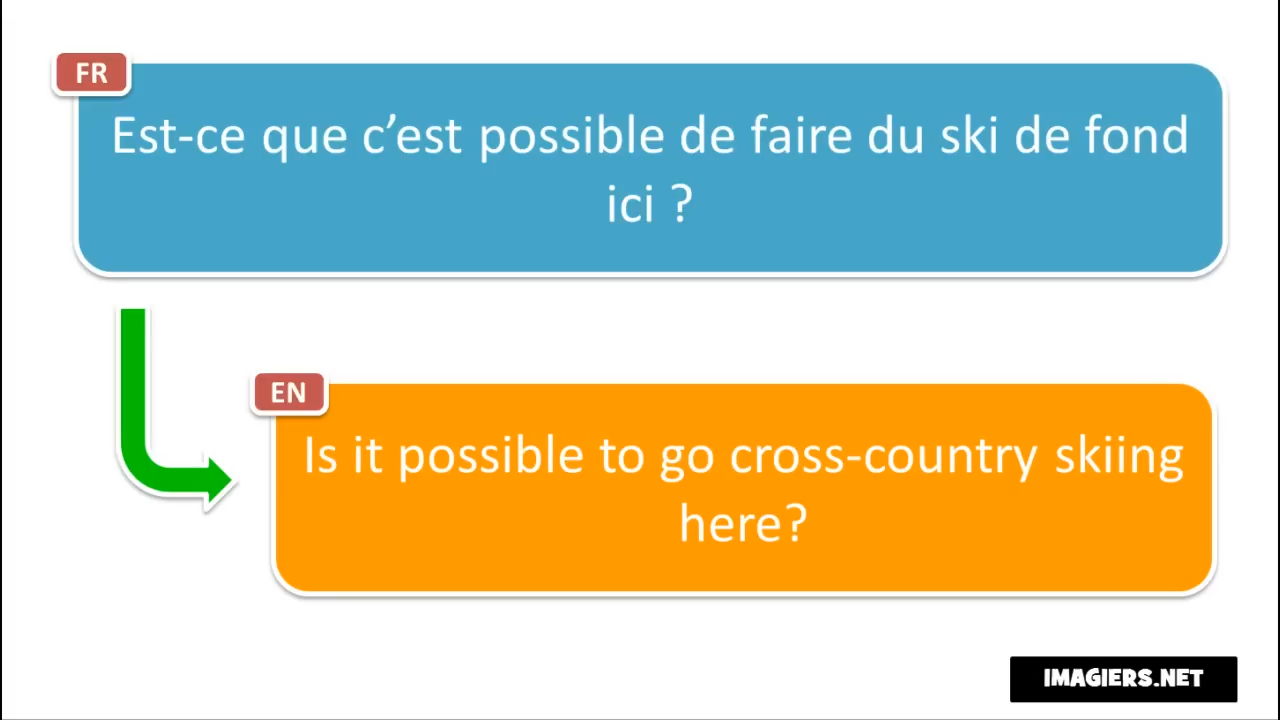 FR
Est-ce que c’est possible de faire du ski de fond
ici ?
EN
Is it possible to go cross-country skiing
here?
IMAGIERS.NET